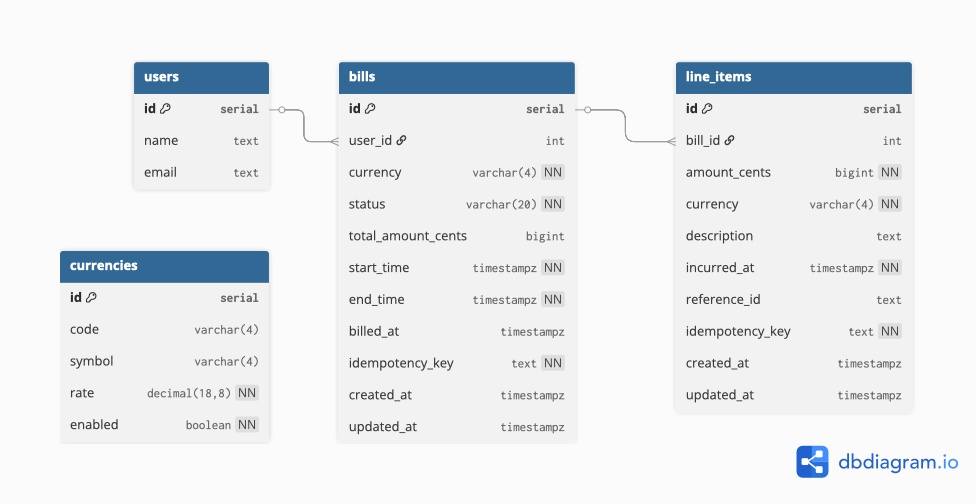 users
id serial
name text
email text
bills
id serial
user_id int
currency varchar(4) NN
status varchar(20) NN
total_amount_cents bigint
start_time timestampz NN
end_time timestampz NN
billed_at timestampz
idempotency_key text NN
created_at timestampz
updated_at timestampz
line_items
id serial
bill_id int
amount_cents bigint NN
currency varchar(4) NN
description text
incurred_at timestampz NN
reference_id text
idempotency_key text NN
created_at timestampz
updated_at timestampz
currencies
id serial
code varchar(4)
symbol varchar(4)
rate decimal(18,8) NN
enabled boolean NN
dbdiagram.io